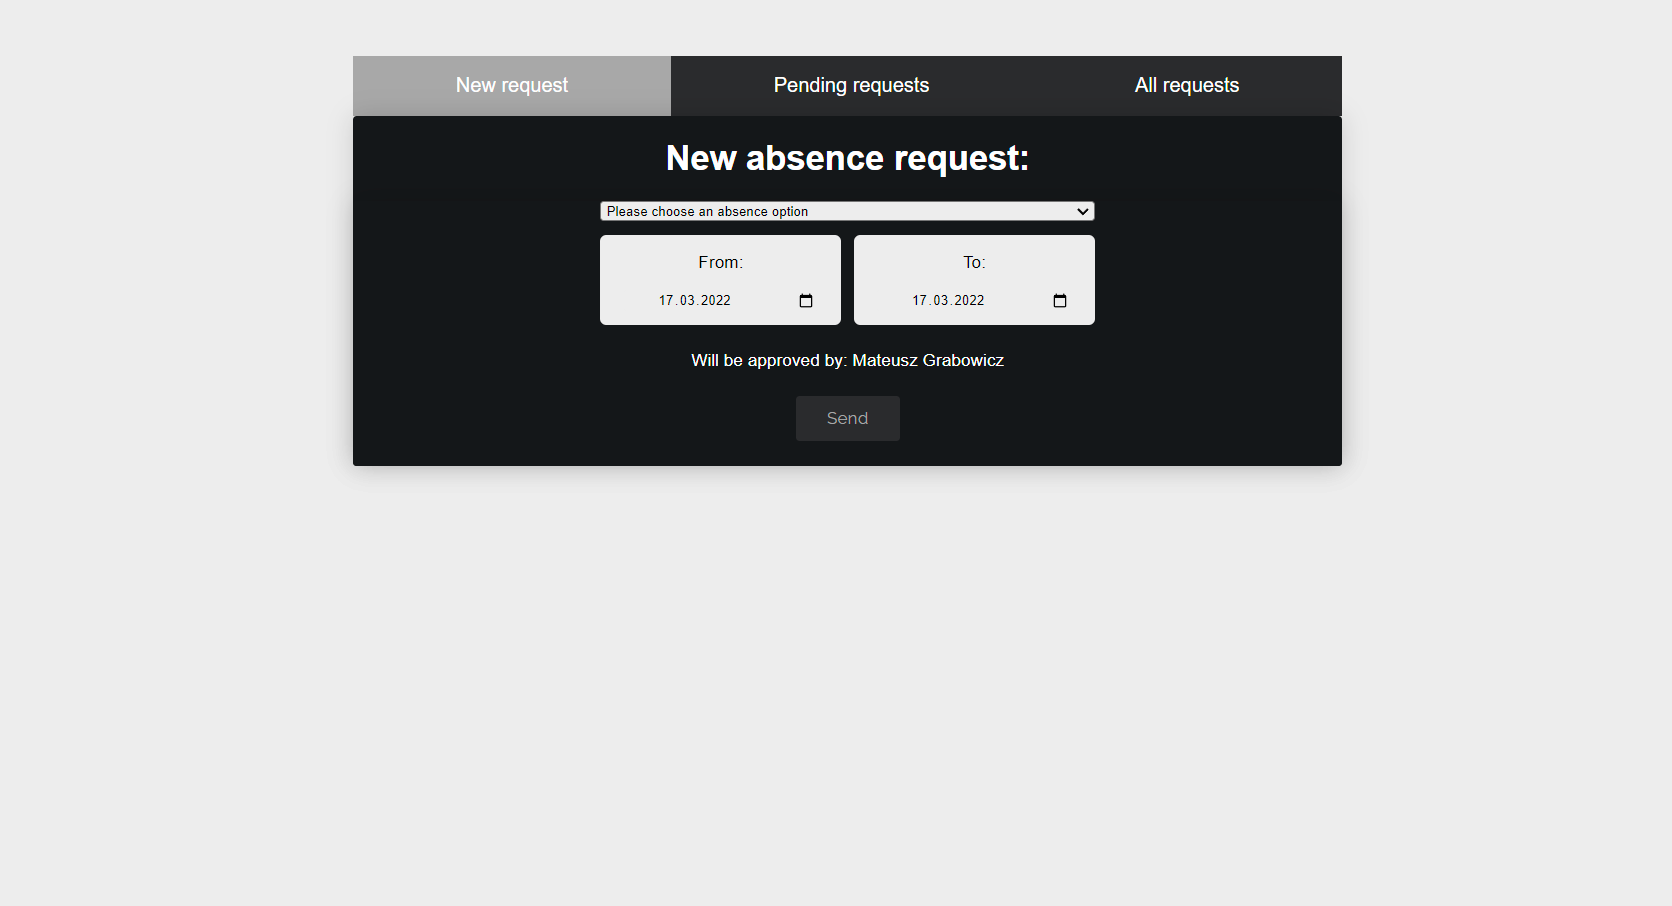 New request Pending requests All requests
New absence request:
Please choose an absence option
From: To:
17.03.2022 17.03.2022
Will be approved by: Mateusz Grabowicz
Send